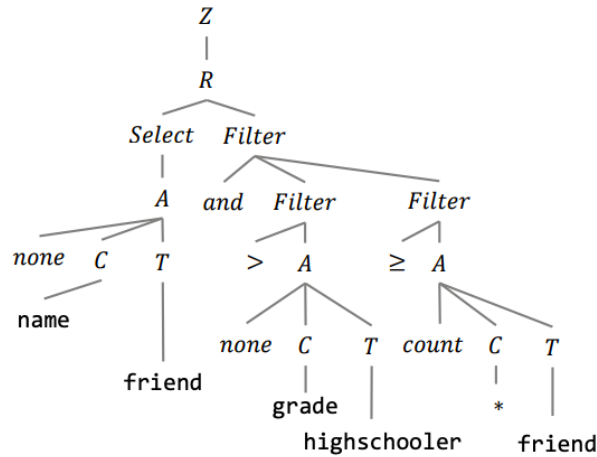 Z
R
Select Filter
A and Filter Filter
none C T > A ≥ A
name
none C T count C T
friend
grade *
highschooler friend